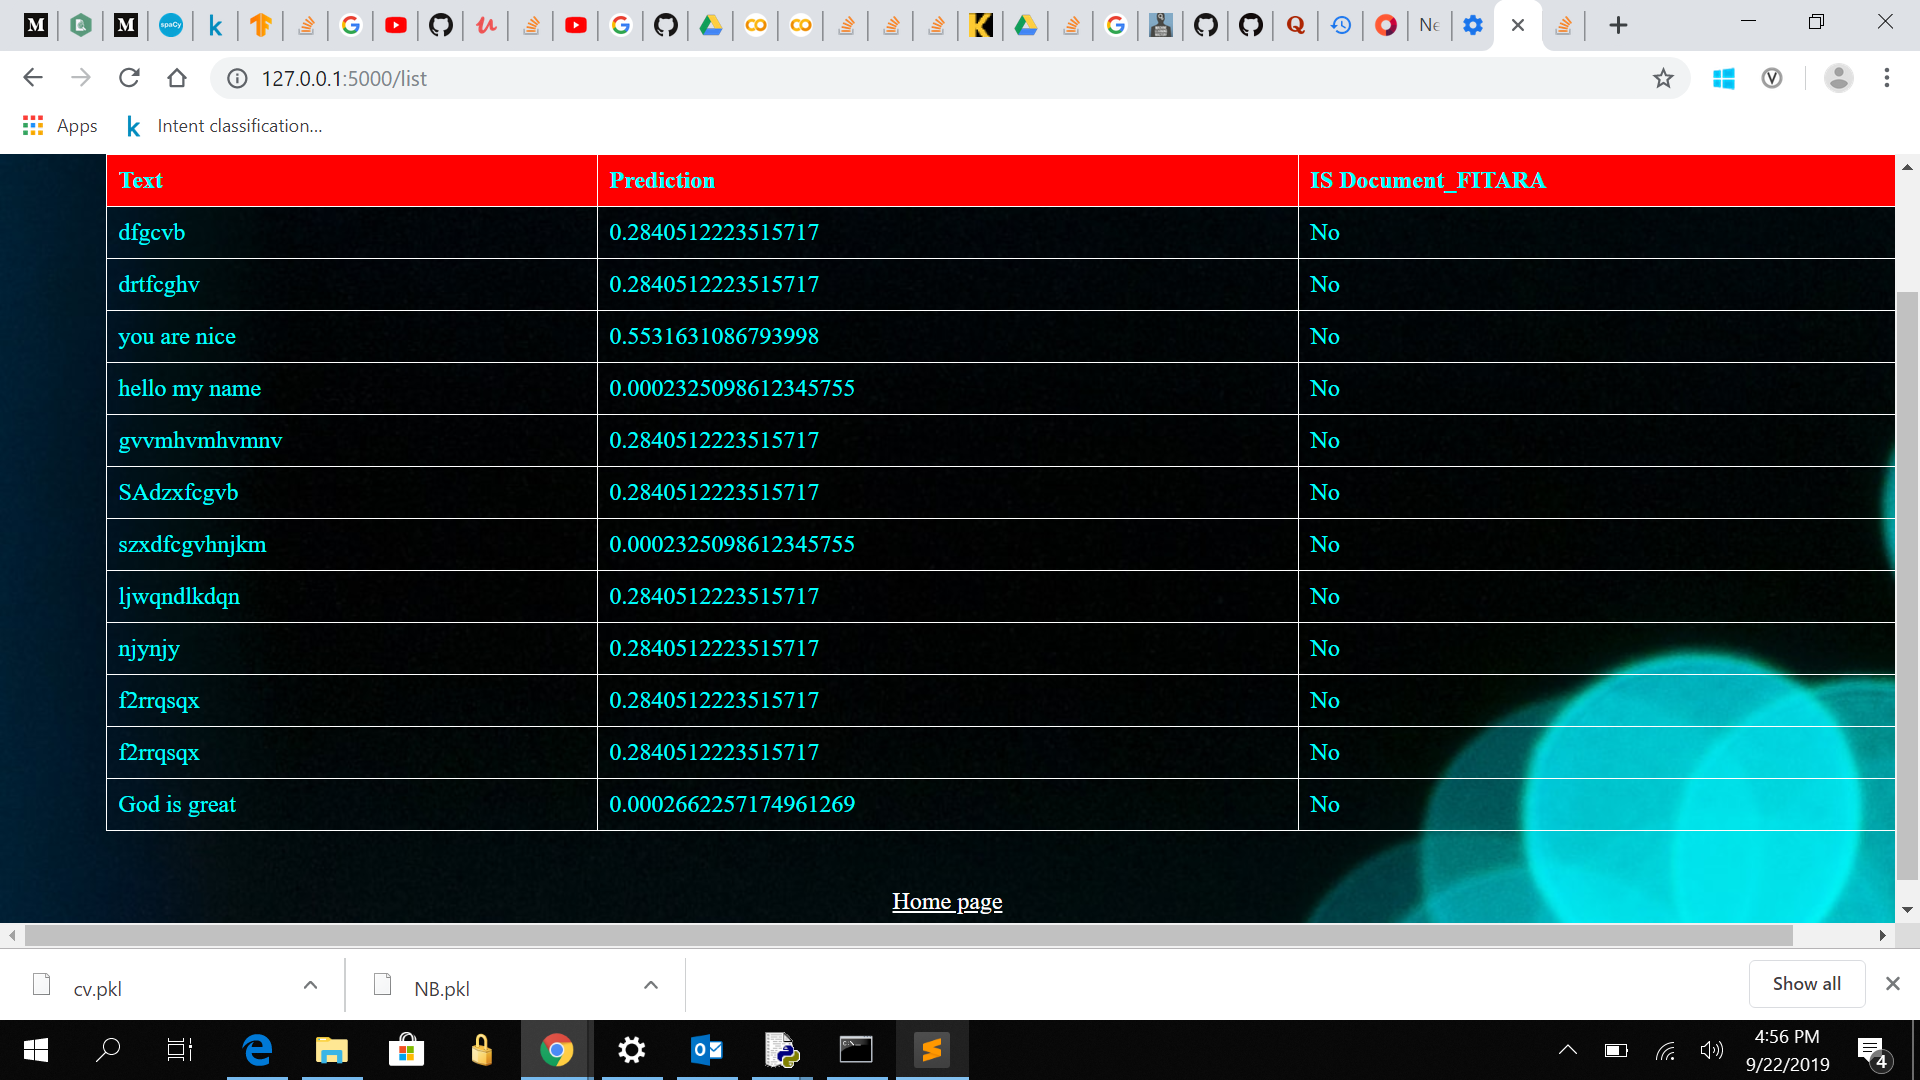 127.0.0.1:5000/list
Apps Intent classification...
Text Prediction IS Document_FITARA
dfgcvb 0.2840512223515717 No
drtfcghv 0.2840512223515717 No
you are nice 0.5531631086793998 No
hello my name 0.0002325098612345755 No
gvvmhvmhvmnv 0.2840512223515717 No
SAdzxfcgvb 0.2840512223515717 No
szxdfcgvhnjkm 0.0002325098612345755 No
ljwqndlkdqn 0.2840512223515717 No
njynjy 0.2840512223515717 No
f2rrqsqx 0.2840512223515717 No
f2rrqsqx 0.2840512223515717 No
God is great 0.0002662257174961269 No
Home page
cv.pkl NB.pkl Show all
4:56 PM
9/22/2019
4